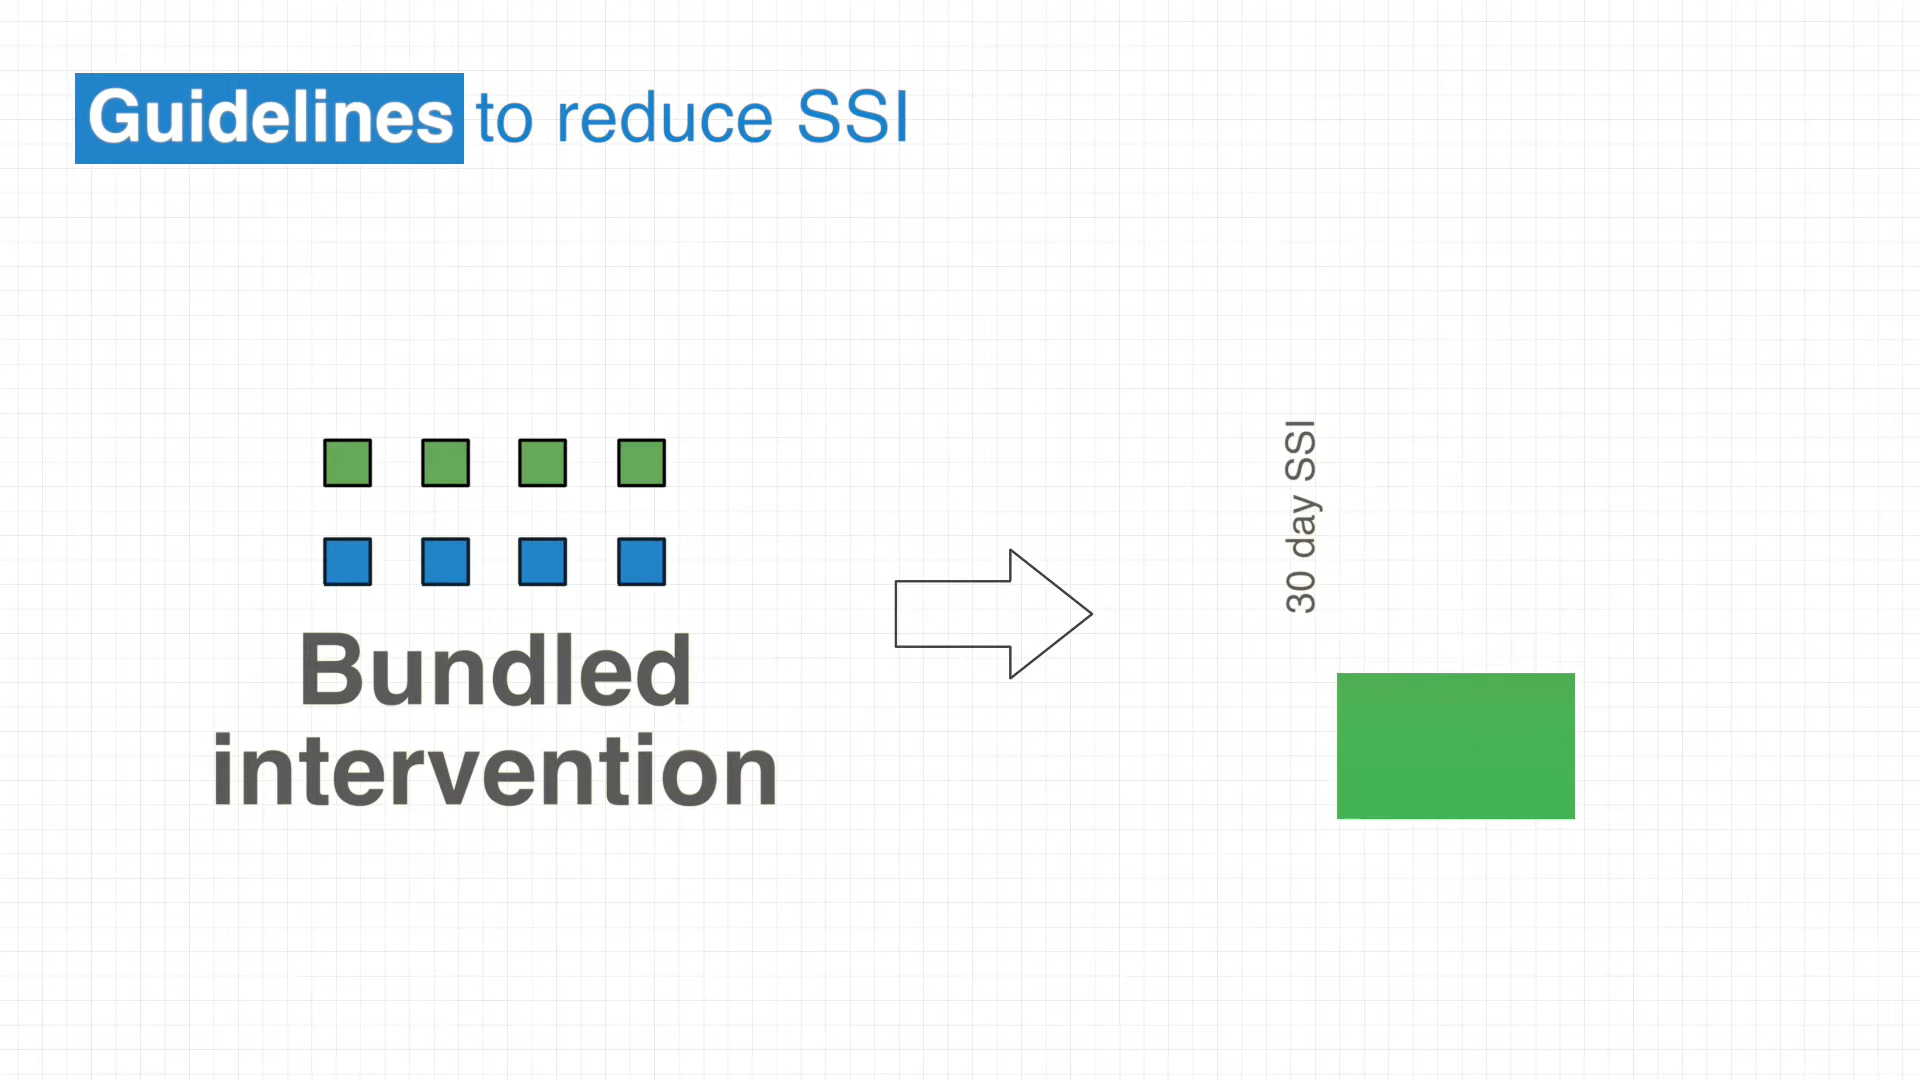 Guidelines to reduce SSI
Bundled
intervention
30 day SSI